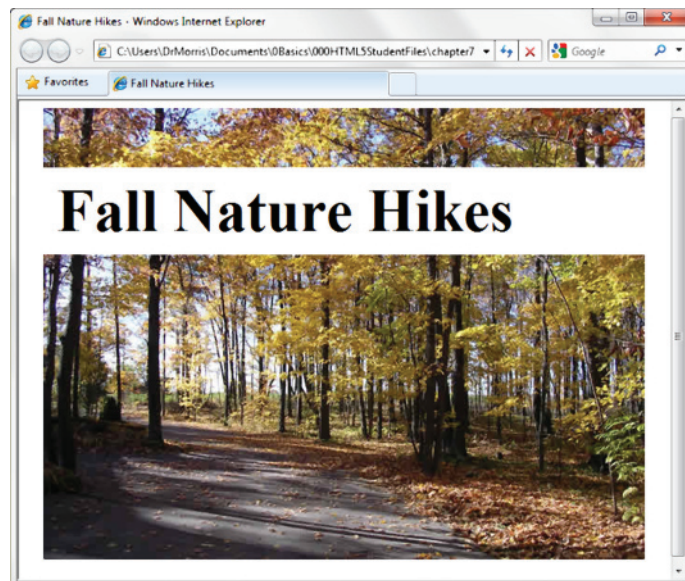 Fall Nature Hikes - Windows Internet Explorer
C:\Users\DrMorris\Documents\0Basics\000HTML5StudentFiles\chapter7
Google
Favorites
Fall Nature Hikes
Fall Nature Hikes